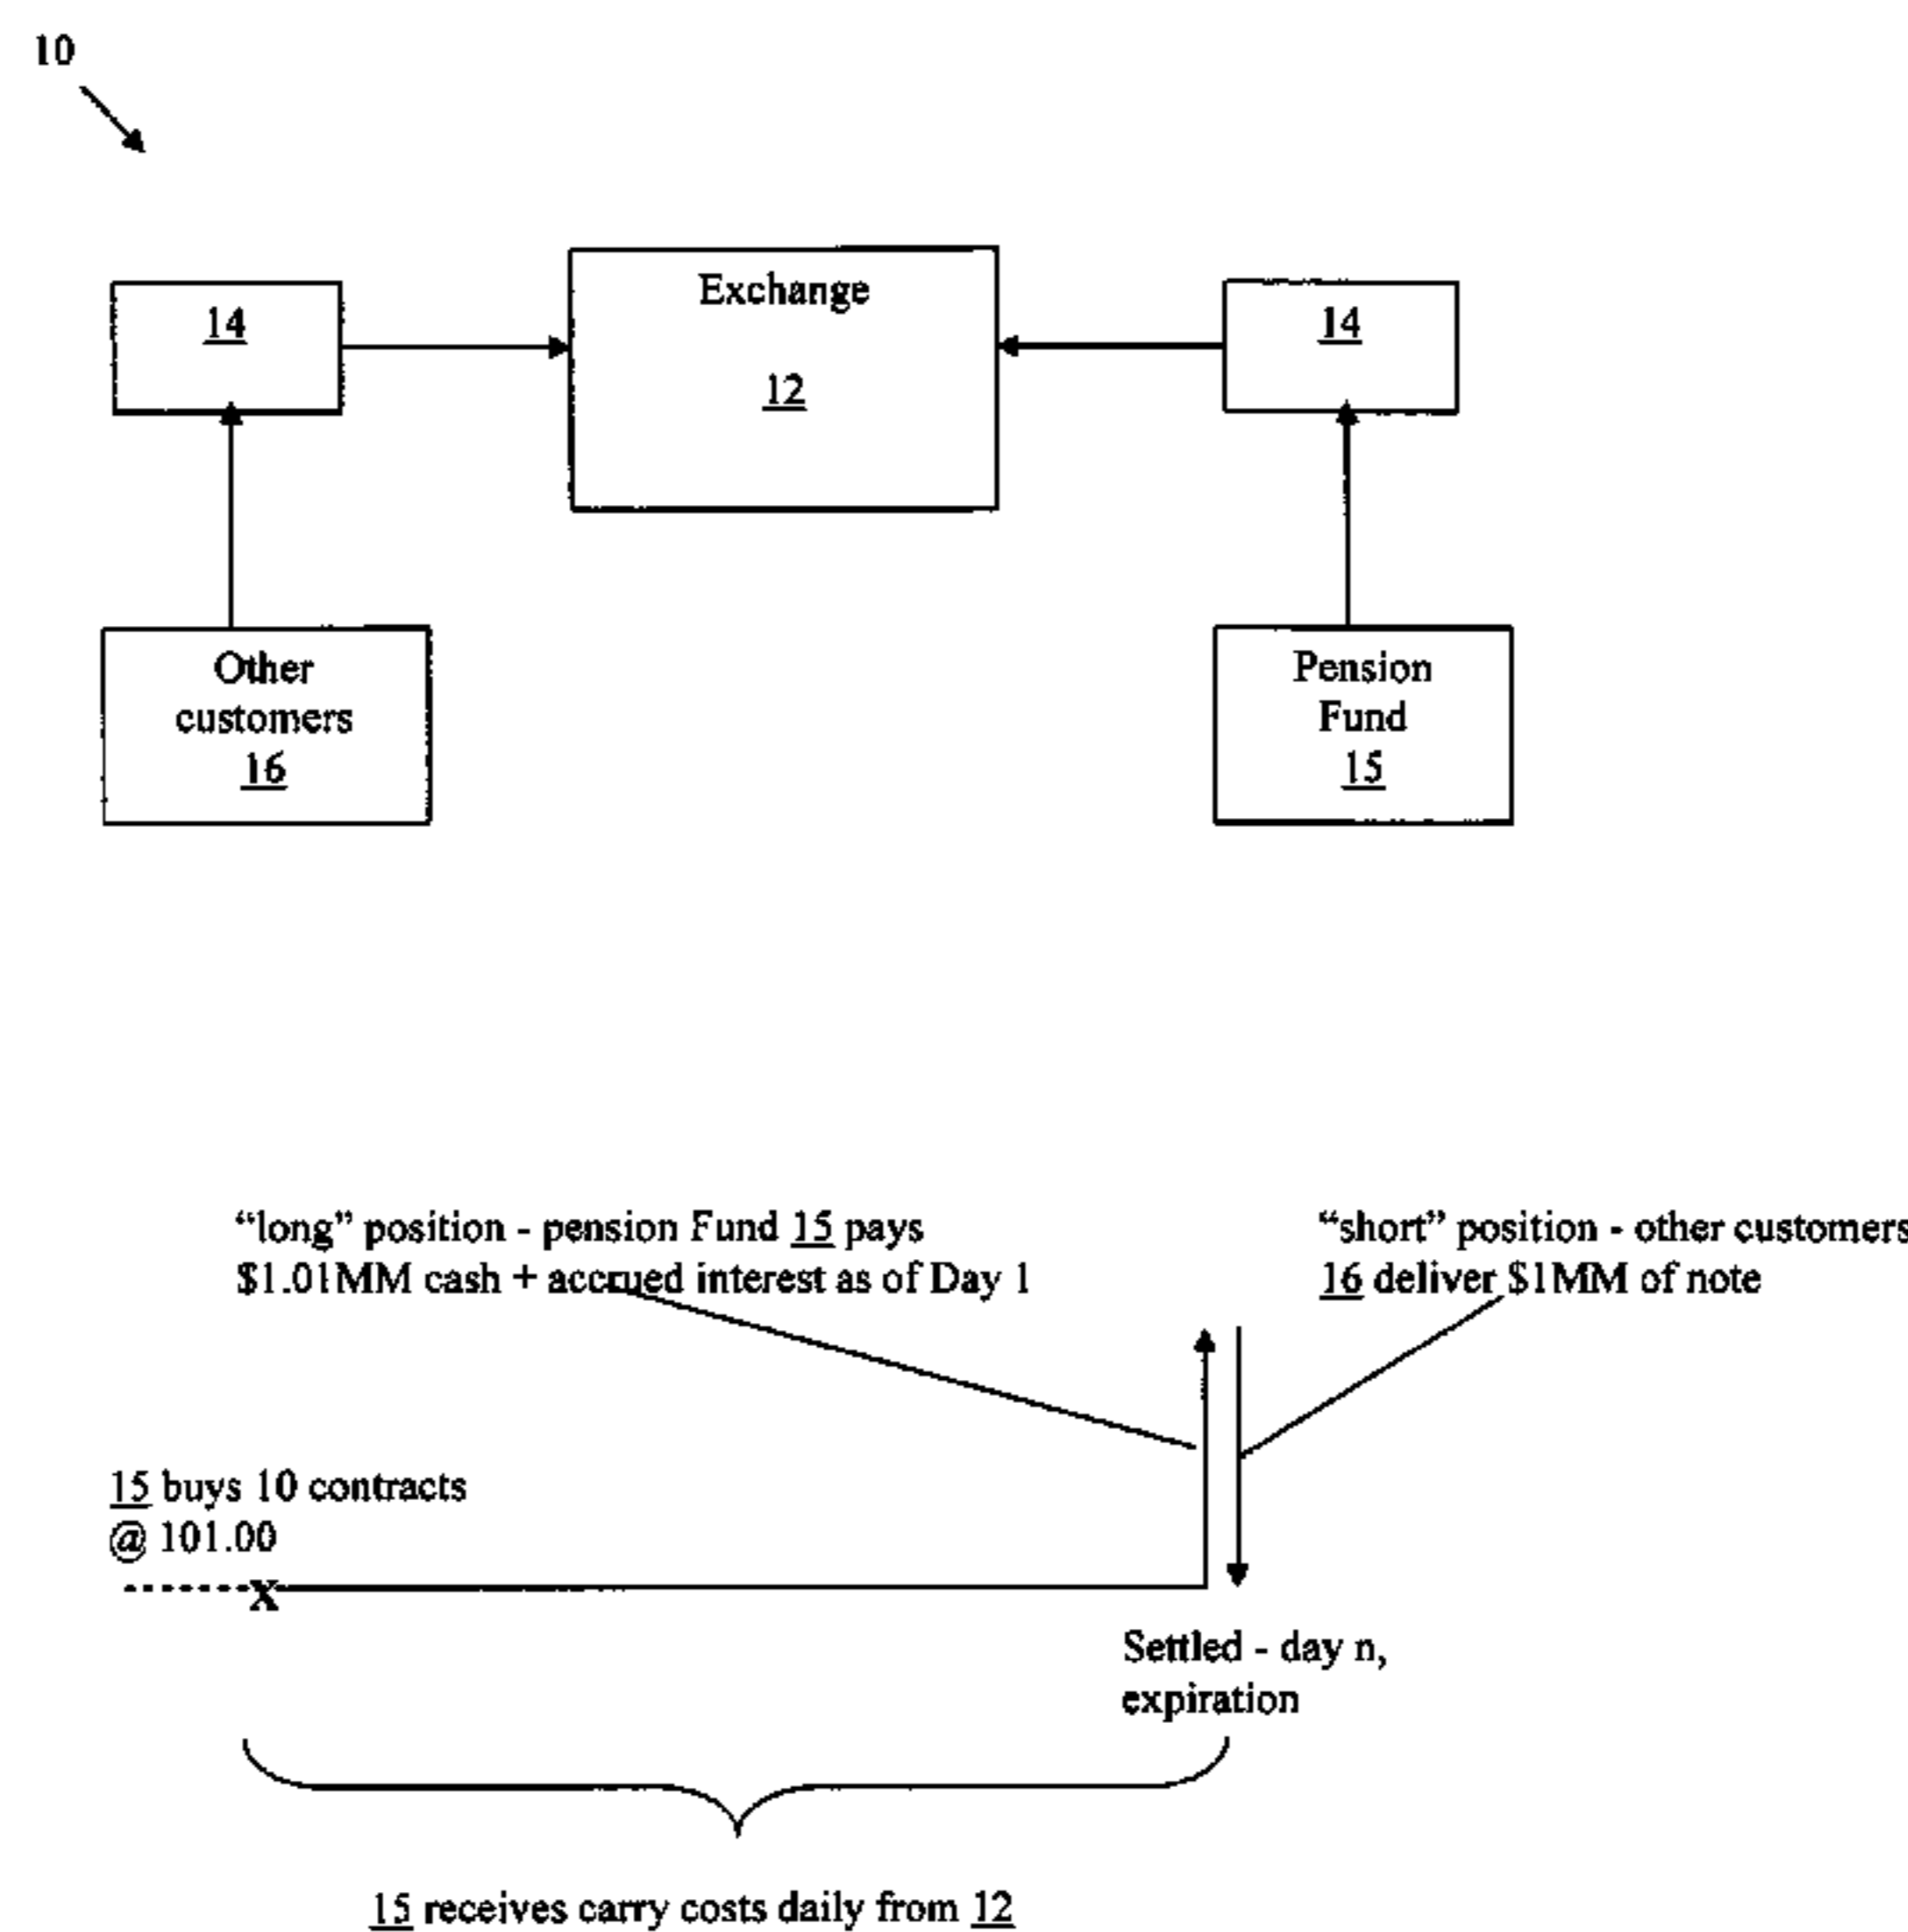 10
14
Exchange
12
14
Other
customers
16
Pension
Fund
15
“long” position - pension Fund 15 pays
$1.01MM cash + accrued interest as of Day 1
“short” position - other customers
16 deliver $1MM of note
15 buys 10 contracts
@ 101.00
X
Settled - day n,
expiration
15 receives carry costs daily from 12